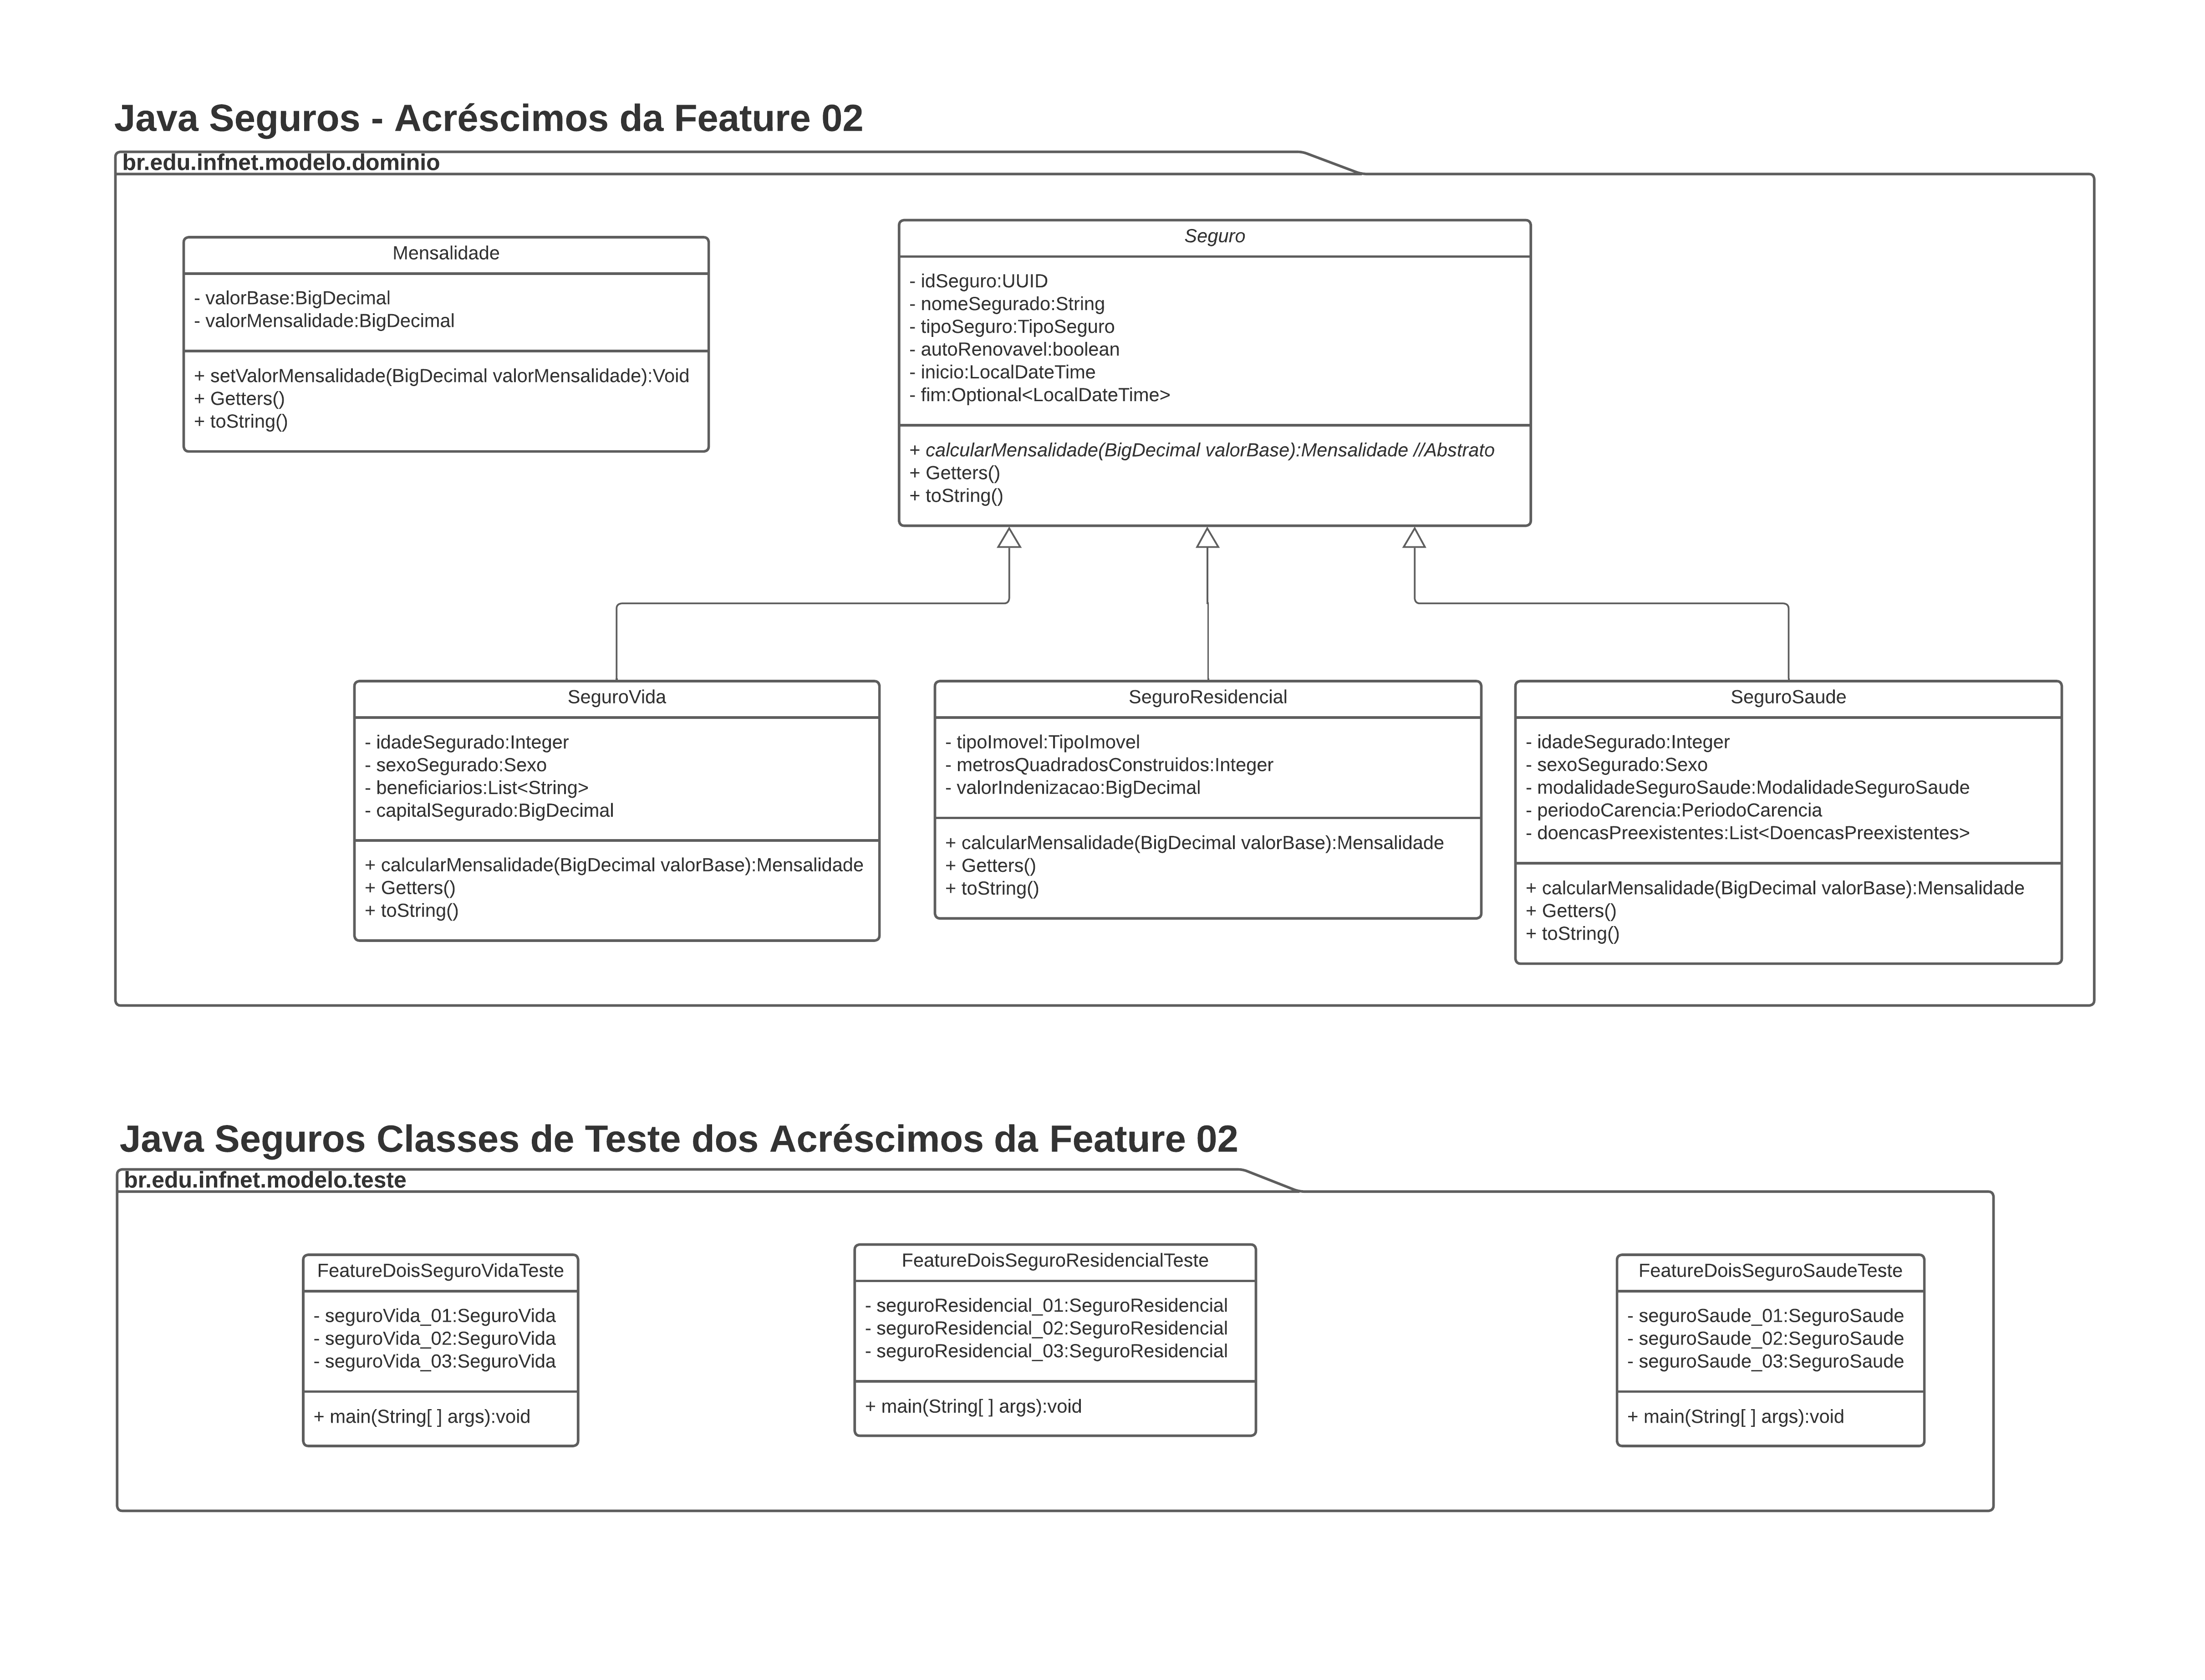 Java Seguros - Acréscimos da Feature 02
br.edu.infnet.modelo.dominio
Mensalidade
- valorBase:BigDecimal
- valorMensalidade:BigDecimal
+ setValorMensalidade(BigDecimal valorMensalidade):Void
+ Getters()
+ toString()
Seguro
- idSeguro:UUID
- nomeSegurado:String
- tipoSeguro:TipoSeguro
- autoRenovavel:boolean
- inicio:LocalDateTime
- fim:Optional<LocalDateTime>
+ calcularMensalidade(BigDecimal valorBase):Mensalidade //Abstrato
+ Getters()
+ toString()
SeguroVida
- idadeSegurado:Integer
- sexoSegurado:Sexo
- beneficiarios:List<String>
- capitalSegurado:BigDecimal
+ calcularMensalidade(BigDecimal valorBase):Mensalidade
+ Getters()
+ toString()
SeguroResidencial
- tipoImovel:TipoImovel
- metrosQuadradosConstruidos:Integer
- valorIndenizacao:BigDecimal
+ calcularMensalidade(BigDecimal valorBase):Mensalidade
+ Getters()
+ toString()
SeguroSaude
- idadeSegurado:Integer
- sexoSegurado:Sexo
- modalidadeSeguroSaude:ModalidadeSeguroSaude
- periodoCarencia:PeriodoCarencia
- doencasPreexistentes:List<DoencasPreexistentes>
+ calcularMensalidade(BigDecimal valorBase):Mensalidade
+ Getters()
+ toString()
Java Seguros Classes de Teste dos Acréscimos da Feature 02
br.edu.infnet.modelo.teste
FeatureDoisSeguroVidaTeste
- seguroVida_01:SeguroVida
- seguroVida_02:SeguroVida
- seguroVida_03:SeguroVida
+ main(String[ ] args):void
FeatureDoisSeguroResidencialTeste
- seguroResidencial_01:SeguroResidencial
- seguroResidencial_02:SeguroResidencial
- seguroResidencial_03:SeguroResidencial
+ main(String[ ] args):void
FeatureDoisSeguroSaudeTeste
- seguroSaude_01:SeguroSaude
- seguroSaude_02:SeguroSaude
- seguroSaude_03:SeguroSaude
+ main(String[ ] args):void